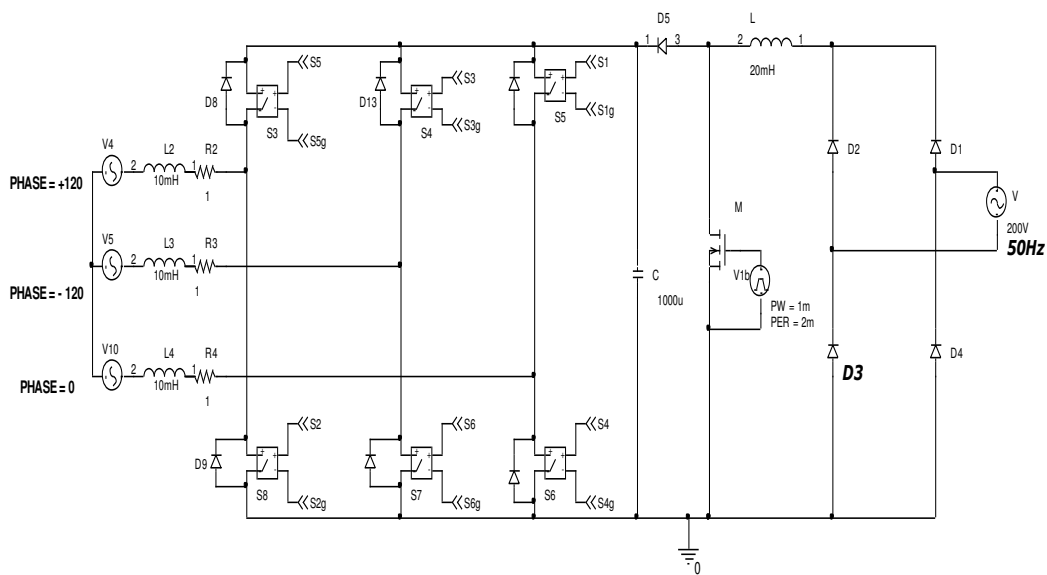 D5
L
1
3
2
1
20mH
D8
S5
S3
S5g
D13
S3
S4
S3g
S1
S5
S1g
V4
L2
R2
2
1
10mH
1
PHASE = +120
D2
D1
V
200V
50Hz
V5
L3
R3
2
1
10mH
1
PHASE = - 120
M
V1b
PW = 1m
PER = 2m
C
1000u
V10
L4
R4
2
1
10mH
1
PHASE = 0
D3
D4
D9
S2
S8
S2g
S6
S7
S6g
S4
S6
S4g
0